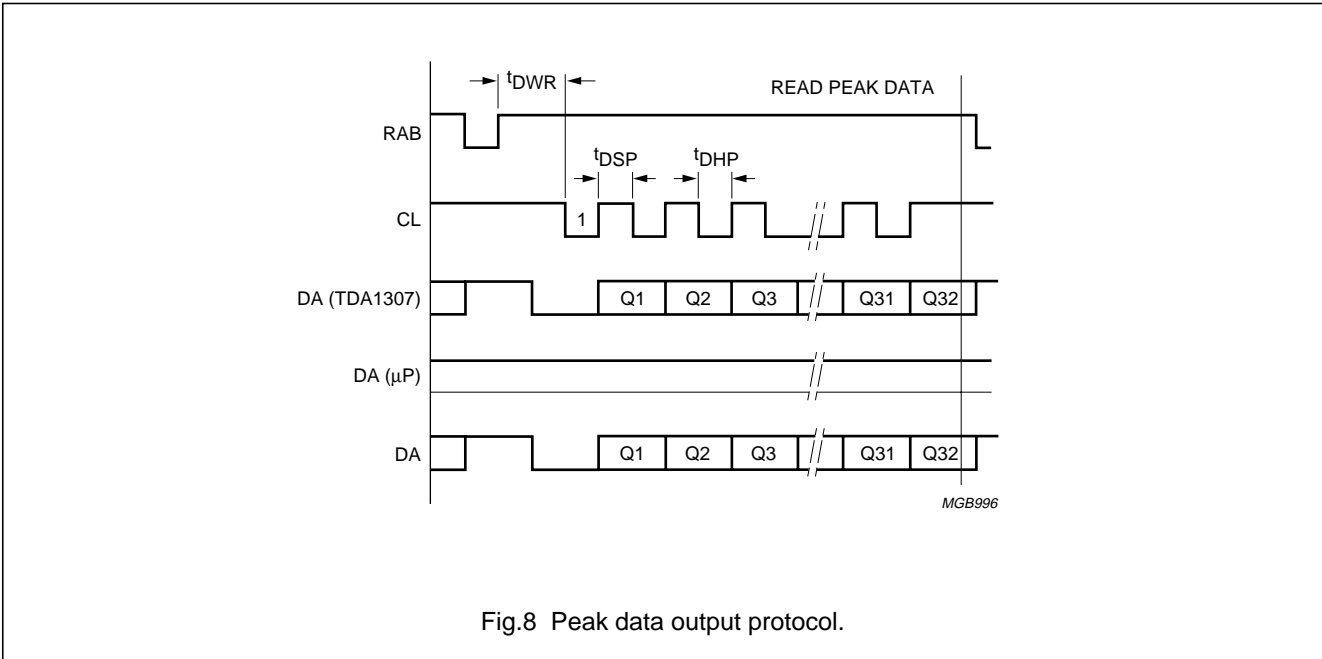 tDWR
READ PEAK DATA
RAB
tDSP
tDHP
CL
1
DA (TDA1307)
Q1 Q2 Q3 Q31 Q32
DA (μP)
DA
Q1 Q2 Q3 Q31 Q32
MGB996
Fig.8 Peak data output protocol.